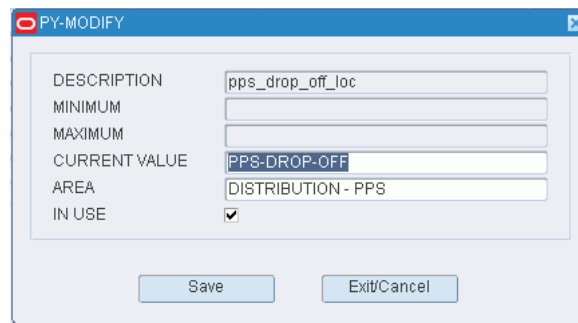 PY-MODIFY
DESCRIPTION pps_drop_off_loc
MINIMUM
MAXIMUM
CURRENT VALUE PPS-DROP-OFF
AREA DISTRIBUTION - PPS
IN USE
Save Exit/Cancel